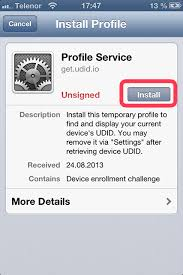 Telenor 17:47 57 %
Install Profile
Profile Service
get.udid.io
Unsigned Install
Description Install this temporary profile to
find and display your current
device's UDID. You may
remove it via "Settings" after
retrieving device UDID.
Received 24.08.2013
Contains Device enrollment challenge
More Details